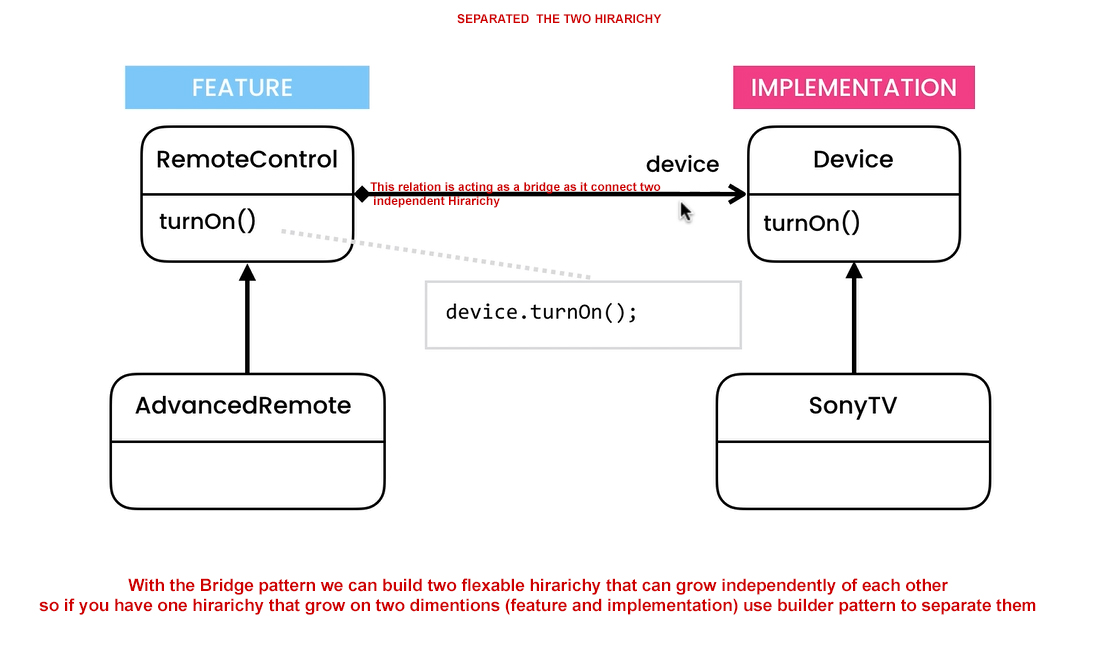 SEPARATED THE TWO HIRARICHY
FEATURE
IMPLEMENTATION
RemoteControl
device
Device
This relation is acting as a bridge as it connect two
independent Hirarichy
turnOn()
turnOn()
device.turnOn();
AdvancedRemote
SonyTV
With the Bridge pattern we can build two flexable hirarichy that can grow independently of each other
so if you have one hirarichy that grow on two dimentions (feature and implementation) use builder pattern to separate them